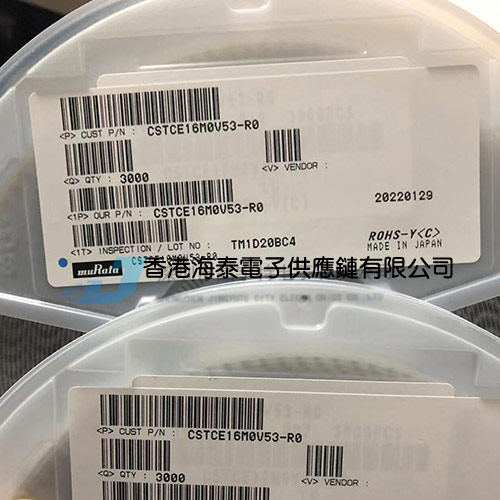 <P> CUST P/N : CSTCE16M0V53-R0
<Q> QTY : 3000
<V> VENDOR :
<1P> OUR P/N : CSTCE16M0V53-R0
20220129
<1T> INSPECTION / LOT NO : TM1D20BC4
ROHS-Y<C>
MADE IN JAPAN
muRata
香港海泰電子供應鏈有限公司
<P> CUST P/N : CSTCE16M0V53-R0
<Q> QTY : 3000
<V> VENDOR :